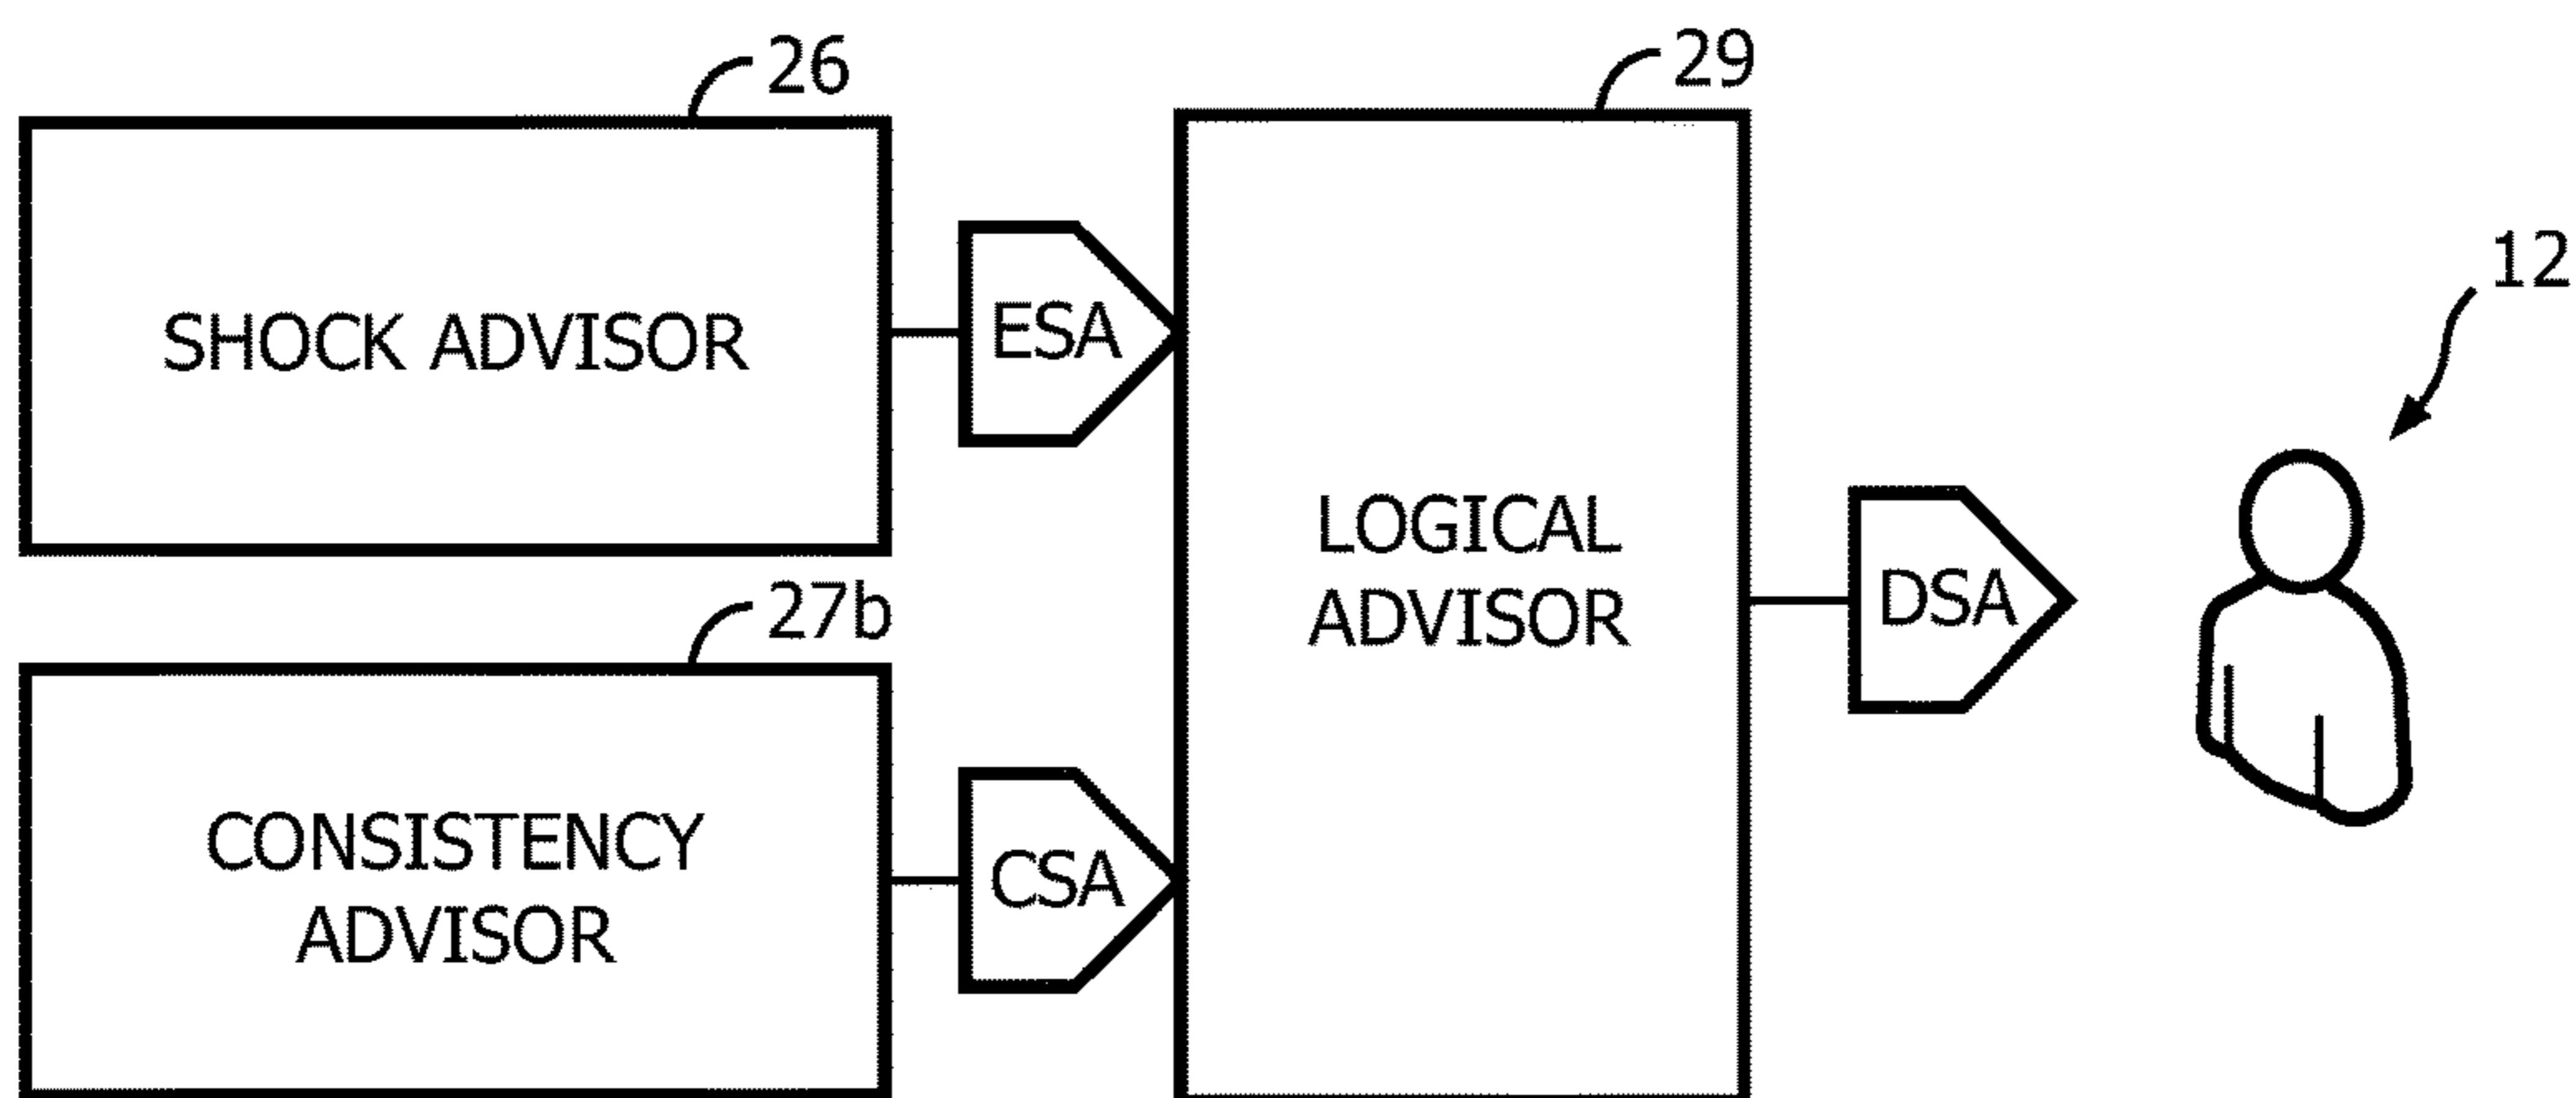 26
29
SHOCK ADVISOR
ESA
12
LOGICAL
ADVISOR
DSA
27b
CONSISTENCY
ADVISOR
CSA